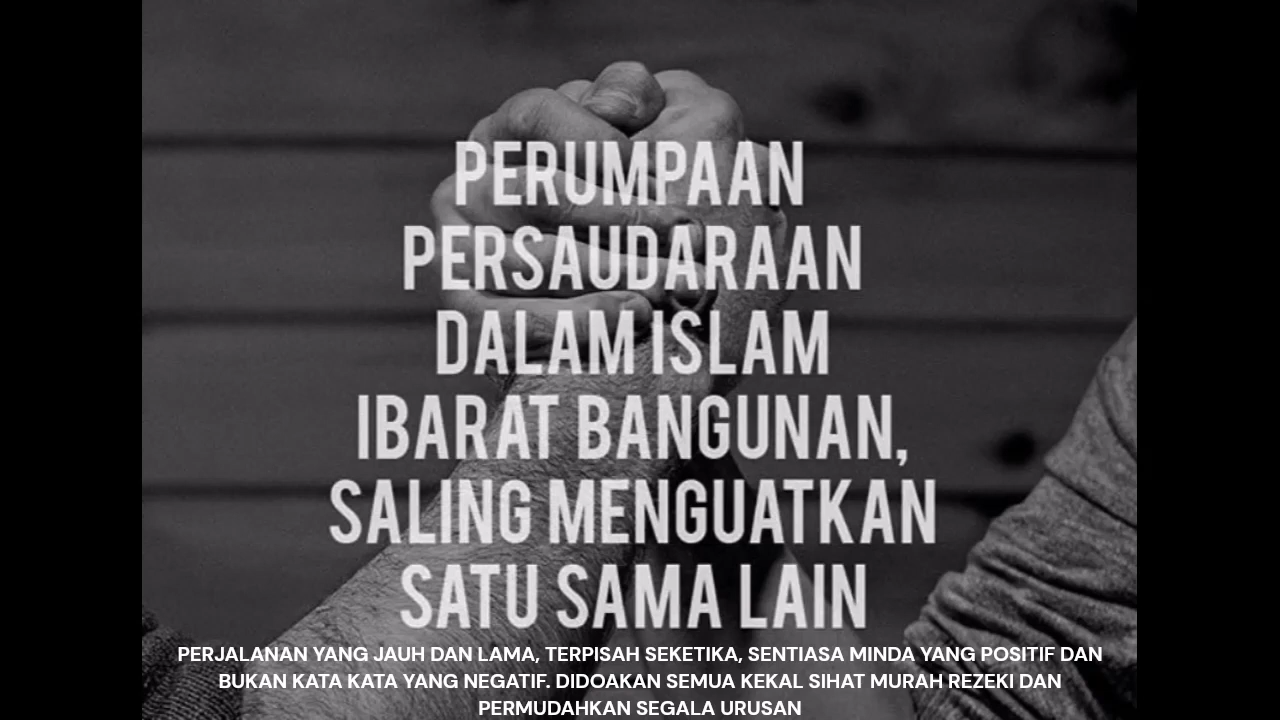 PERUMPAAN
PERSAUDARAAN
DALAM ISLAM
IBARAT BANGUNAN,
SALING MENGUATKAN
SATU SAMA LAIN
PERJALANAN YANG JAUH DAN LAMA, TERPISAH SEKETIKA, SENTIASA MINDA YANG POSITIF DAN
BUKAN KATA KATA YANG NEGATIF. DIDOAKAN SEMUA KEKAL SIHAT MURAH REZEKI DAN
PERMUDAHKAN SEGALA URUSAN